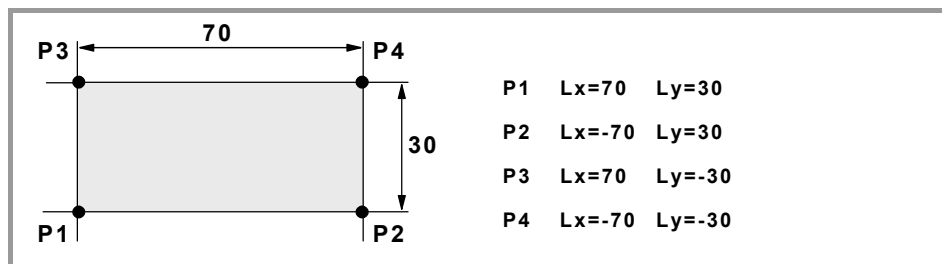 70
P3 P4
30
P1 P2
P1 Lx=70 Ly=30
P2 Lx=-70 Ly=30
P3 Lx=70 Ly=-30
P4 Lx=-70 Ly=-30